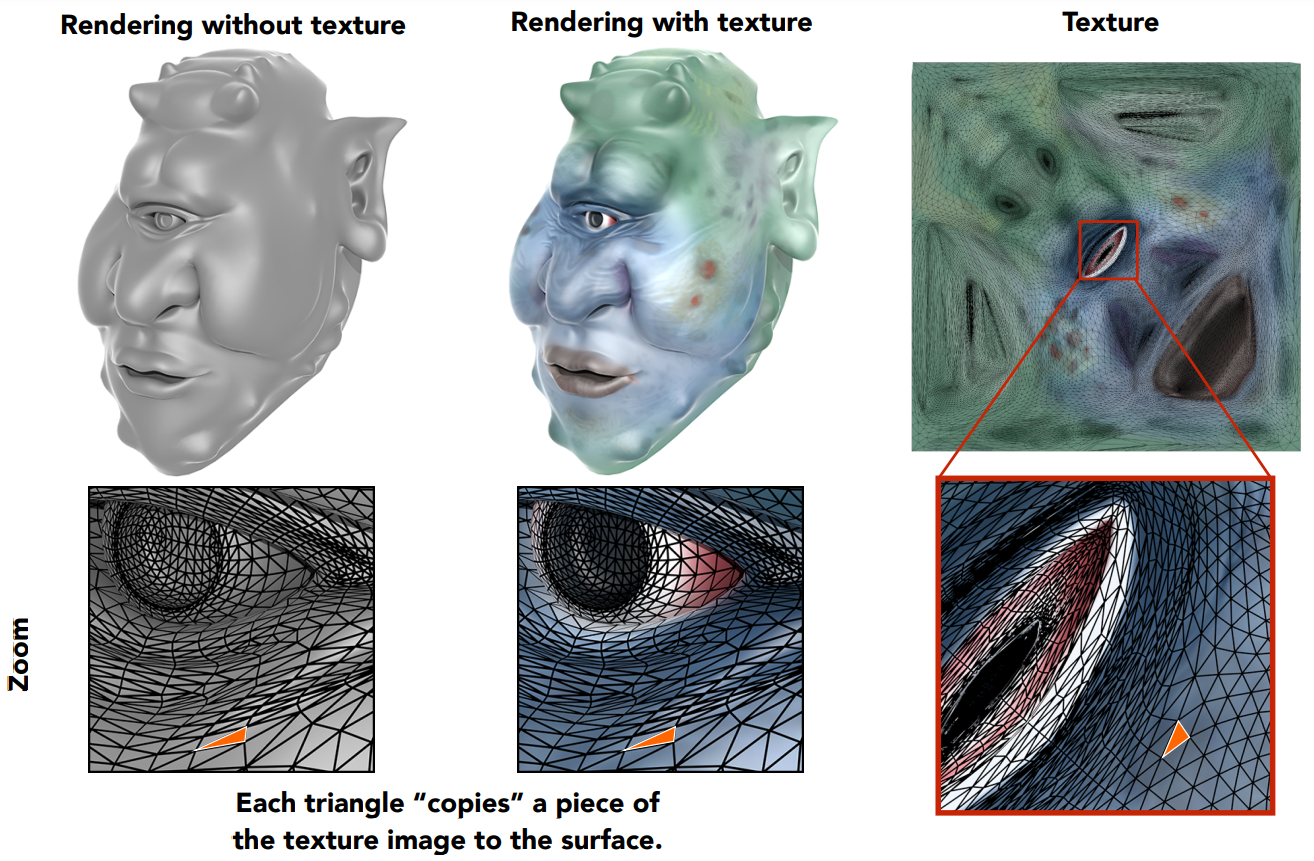 Rendering without texture
Rendering with texture
Texture
Zoom
Each triangle “copies” a piece of
the texture image to the surface.